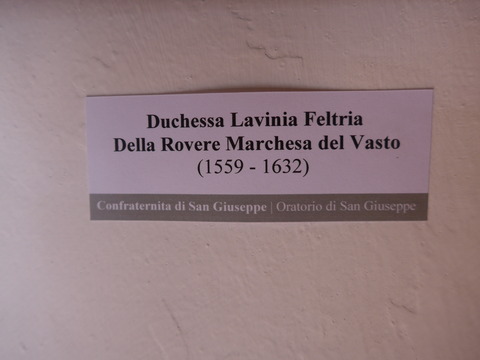 Duchessa Lavinia Feltria
Della Rovere Marchesa del Vasto
(1559 - 1632)
Confraternita di San Giuseppe | Oratorio di San Giuseppe